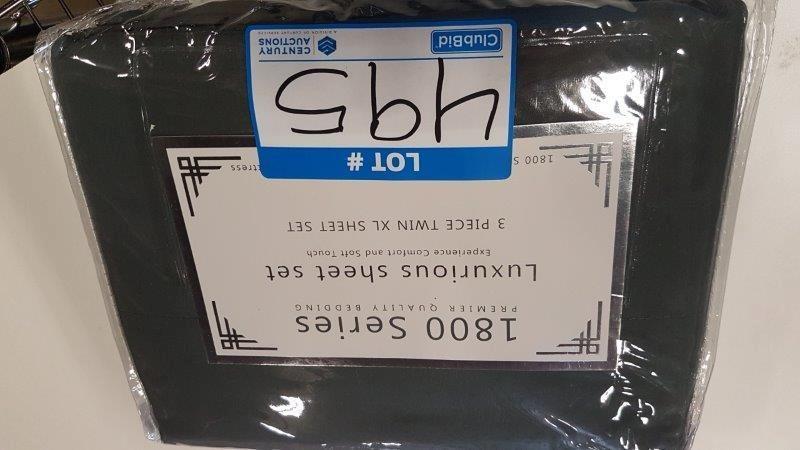 1800 Series
PREMIER QUALITY BEDDING
Luxurious sheet set
Experience Comfort and Soft Touch
3 PIECE TWIN XL SHEET SET
1800 S
LOT #
495
ClubBid
CENTURY AUCTIONS
A DIVISION OF CENTURY SERVICES